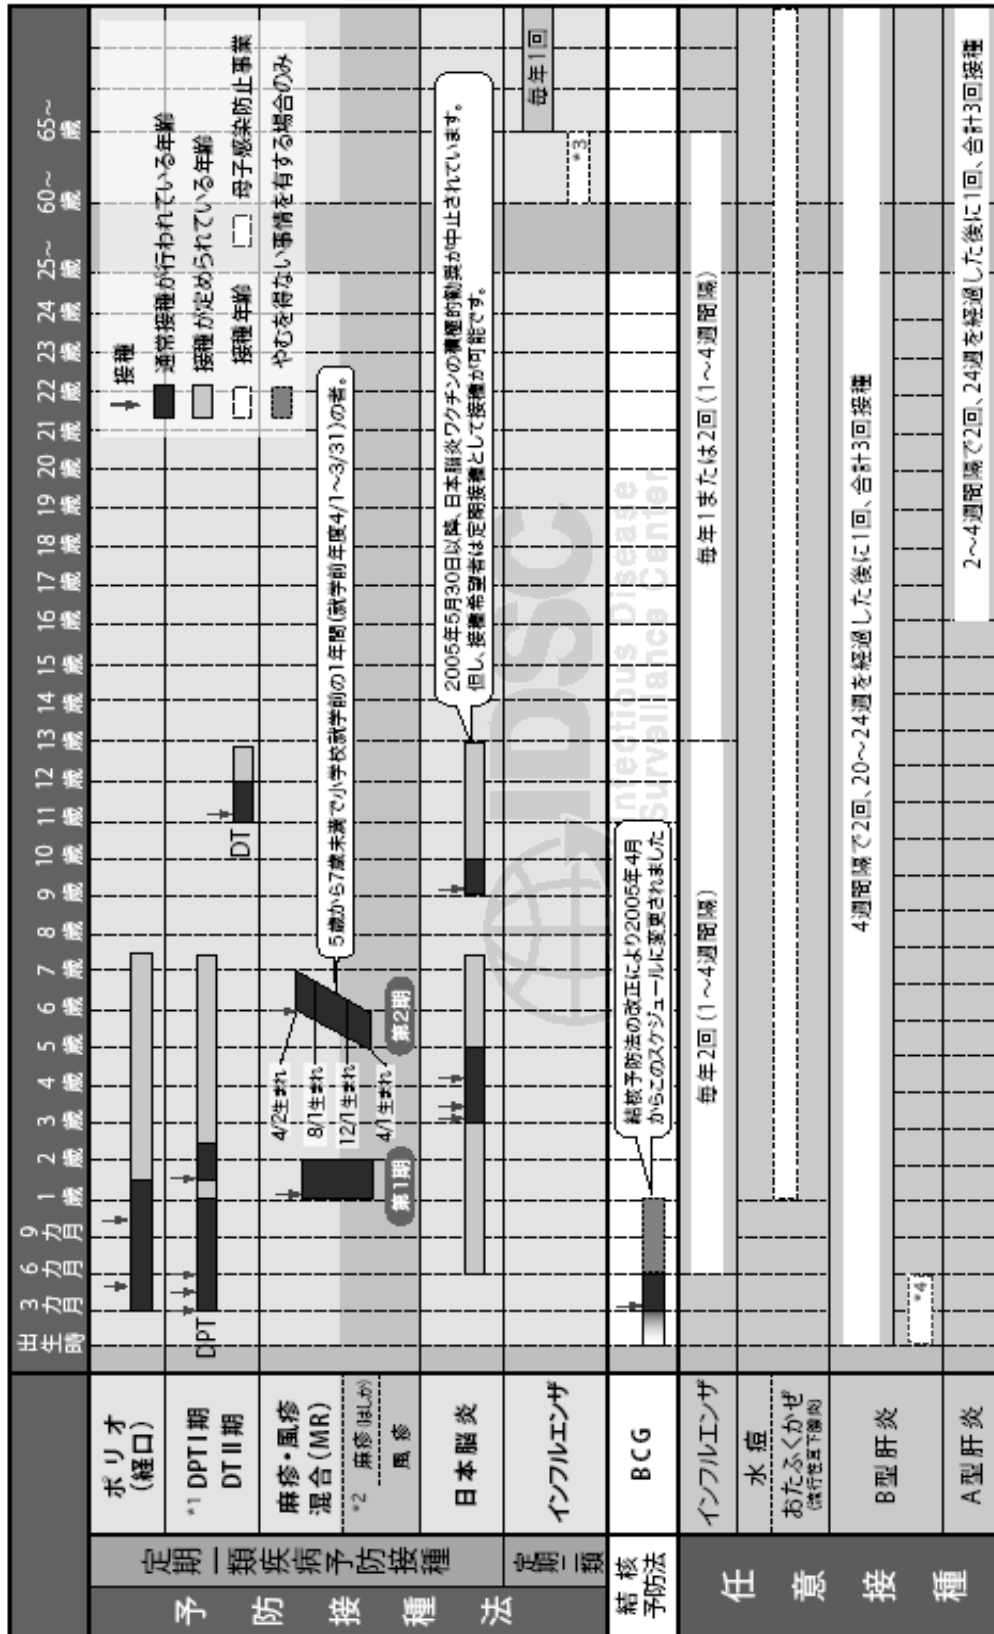 出生時
3カ月
6カ月
9カ月
1歳
2歳
3歳
4歳
5歳
6歳
7歳
8歳
9歳
10歳
11歳
12歳
13歳
14歳
15歳
16歳
17歳
18歳
19歳
20歳
21歳
22歳
23歳
24歳
25~歳
60~歳
65~歳
接種
通常接種が行われている年齢
接種が定められている年齢
接種年齢
母子感染防止事業
やむを得ない事情を有する場合のみ
予防接種法
定期一類疾病予防接種
ポリオ
(経口)
*1 DPTⅠ期
DTⅡ期
DPT
DT
麻疹・風疹
混合(MR)
*2
麻疹(はしか)
風疹
4/2生まれ
8/1生まれ
12/1生まれ
4/1生まれ
第1期
第2期
5歳から7歳未満で小学校就学前の1年間(就学前年度4/1~3/31)の者。
日本脳炎
2005年5月30日以降、日本脳炎ワクチンの積極的勧奨が中止されています。
但し、接種希望者は定期接種として接種が可能です。
定期二類
インフルエンザ
毎年1回
*3
IDSC
Infectious Disease
Surveillance Center
結核
予防法
BCG
結核予防法の改正により2005年4月
からこのスケジュールに変更されました
任意接種
インフルエンザ
毎年2回(1~4週間隔)
毎年1または2回(1~4週間隔)
水痘
おたふくかぜ
(流行性耳下腺炎)
B型肝炎
4週間隔で2回、20~24週を経過した後に1回、合計3回接種
*4
A型肝炎
2~4週間隔で2回、24週を経過した後に1回、合計3回接種